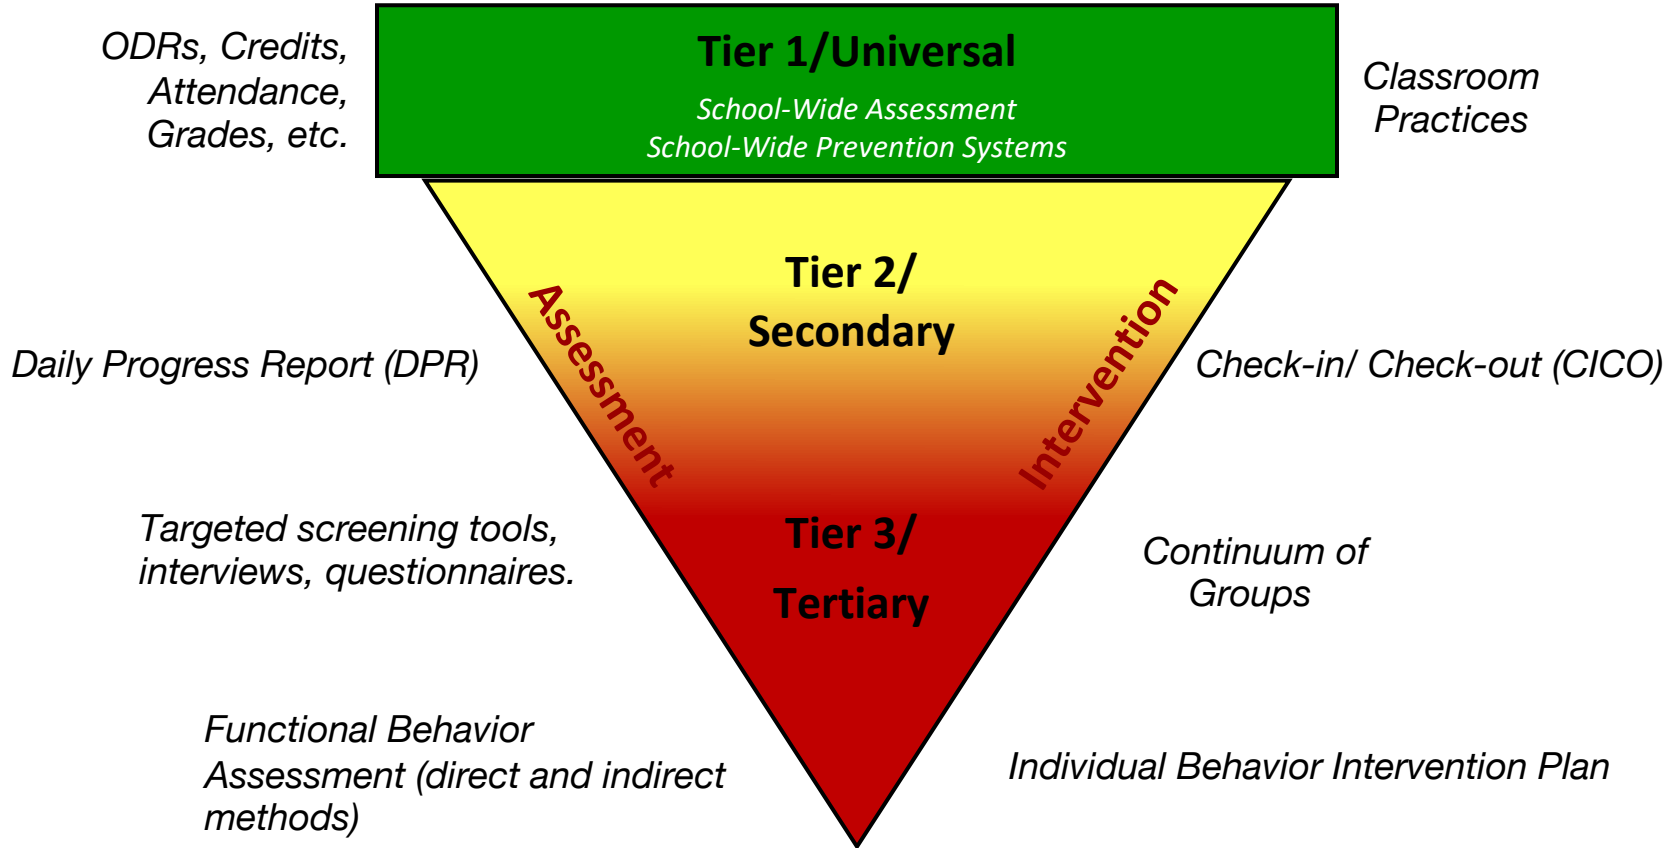 ODRs, Credits,
Attendance,
Grades, etc.
Tier 1/Universal
School-Wide Assessment
School-Wide Prevention Systems
Classroom
Practices
Tier 2/
Secondary
Assessment
Intervention
Daily Progress Report (DPR)
Check-in/ Check-out (CICO)
Targeted screening tools,
interviews, questionnaires.
Tier 3/
Tertiary
Continuum of
Groups
Functional Behavior
Assessment (direct and indirect
methods)
Individual Behavior Intervention Plan